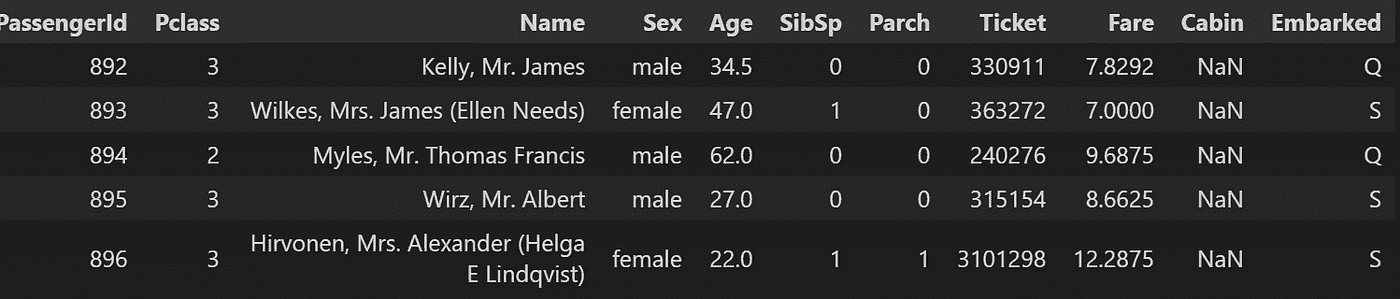 PassengerId Pclass Name Sex Age SibSp Parch Ticket Fare Cabin Embarked
892 3 Kelly, Mr. James male 34.5 0 0 330911 7.8292 NaN Q
893 3 Wilkes, Mrs. James (Ellen Needs) female 47.0 1 0 363272 7.0000 NaN S
894 2 Myles, Mr. Thomas Francis male 62.0 0 0 240276 9.6875 NaN Q
895 3 Wirz, Mr. Albert male 27.0 0 0 315154 8.6625 NaN S
896 3 Hirvonen, Mrs. Alexander (Helga female 22.0 1 1 3101298 12.2875 NaN S
E Lindqvist)